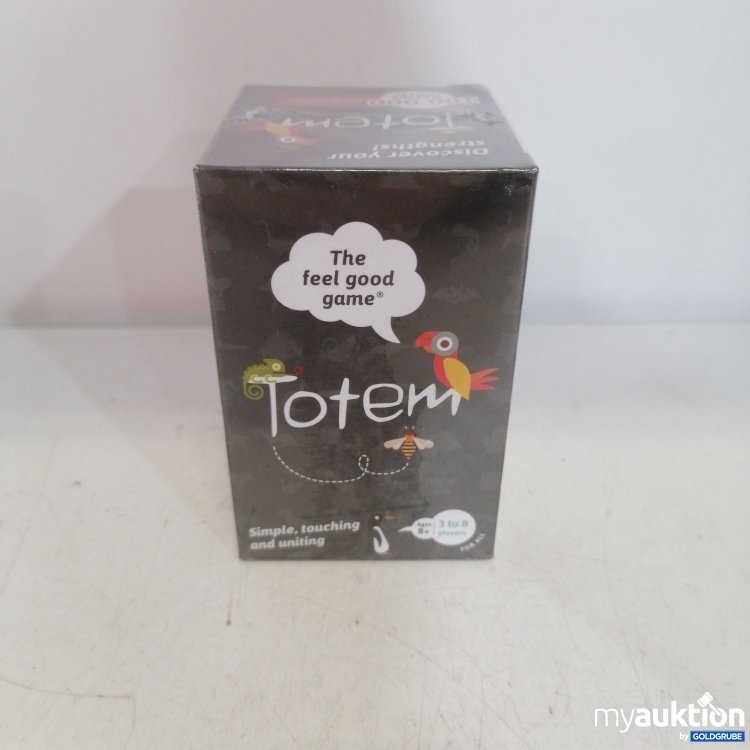 Discover your
strengths!
Totem
The
feel good
game®
Totem
Simple, touching
and uniting
Ages
8+
3 to 8
players
FOR ALL
myauktion
by GOLDGRUBE